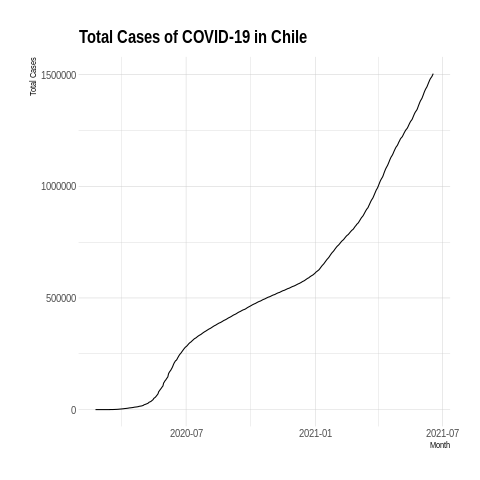 Total Cases of COVID-19 in Chile
Total Cases
1500000
1000000
500000
0
2020-07
2021-01
2021-07
Month